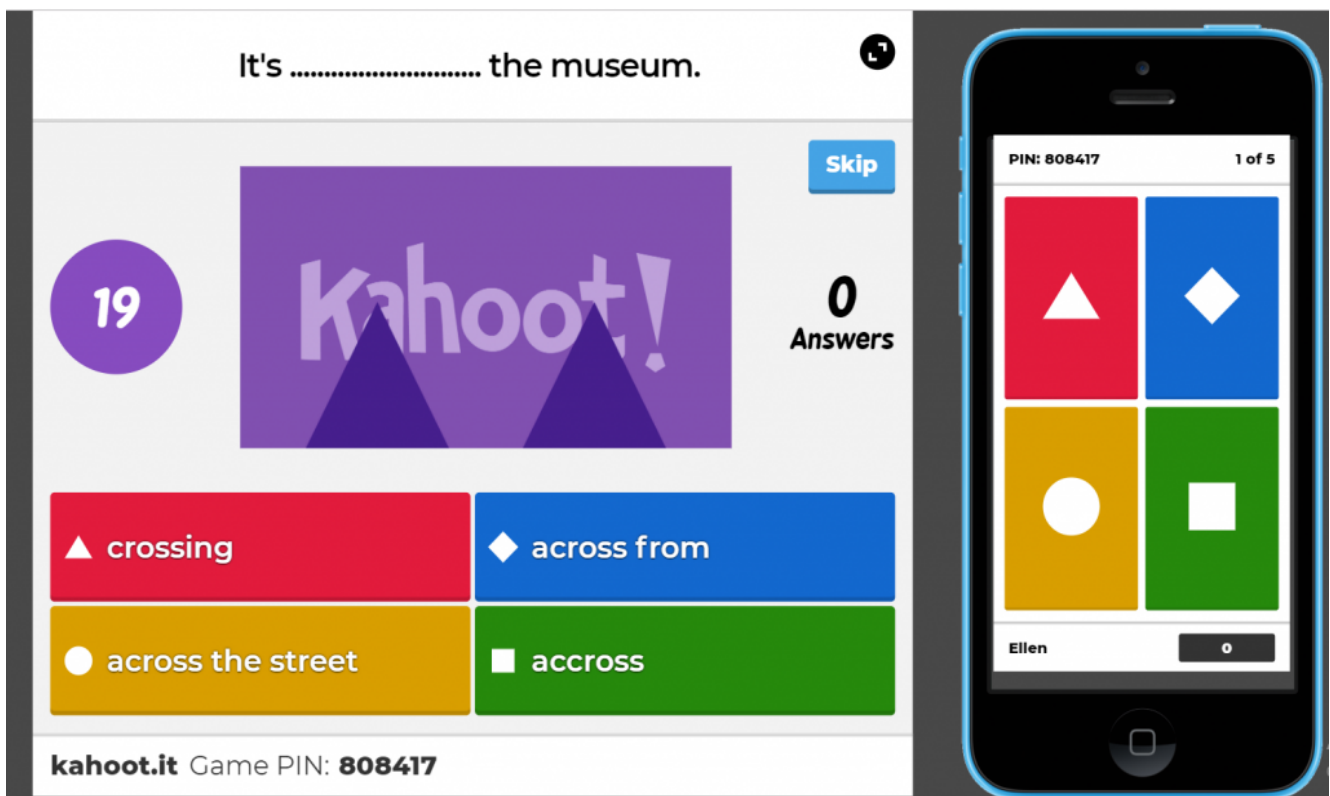 It's ............................ the museum.
Skip
19
Kahoot!
0
Answers
crossing
across from
across the street
accross
kahoot.it Game PIN: 808417
PIN: 808417 1 of 5
Ellen 0